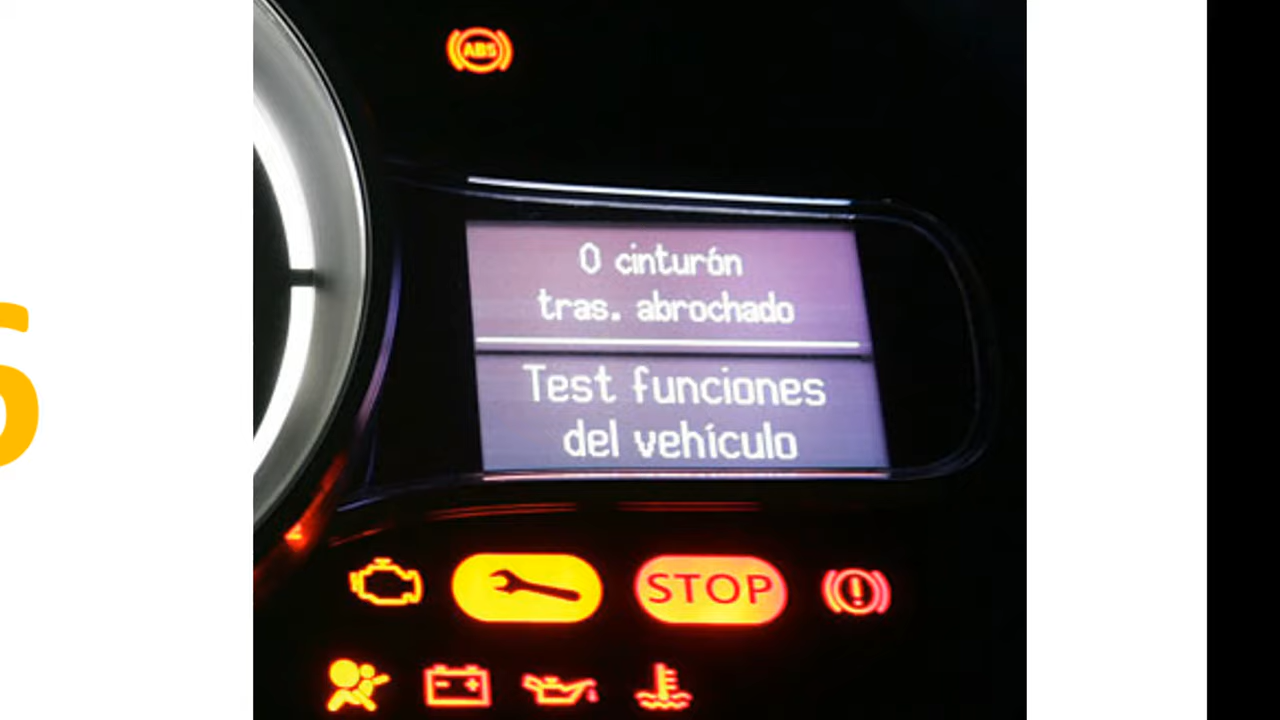 ABS
0 cinturón
tras. abrochado
Test funciones
del vehículo
STOP